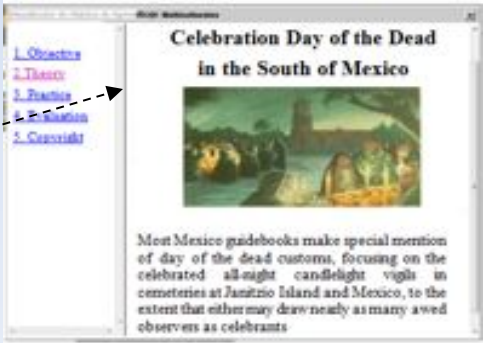 1. Objective
2. Theory
3. Practice
4. Evaluation
5. Copyright
Celebration Day of the Dead
in the South of Mexico
Most Mexico guidebooks make special mention
of day of the dead customs, focusing on the
celebrated all-night candlelight vigils in
cemeteries at Janitzio Island and Mexico, to the
extent that either may draw nearly as many awed
observers as celebrants